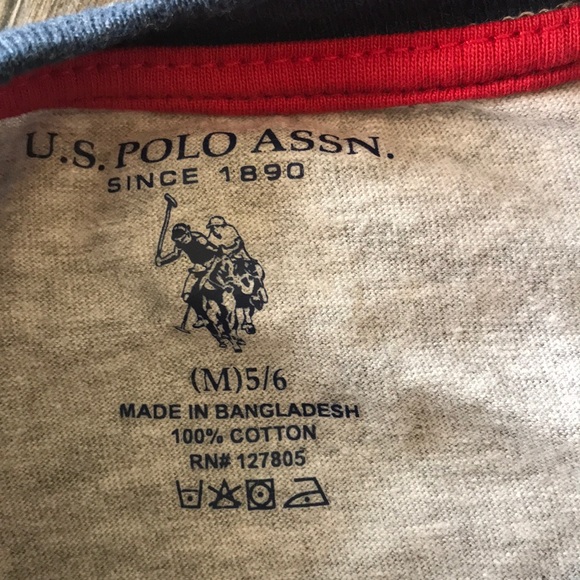 U.S. POLO ASSN.
SINCE 1890
(M)5/6
MADE IN BANGLADESH
100% COTTON
RN# 127805